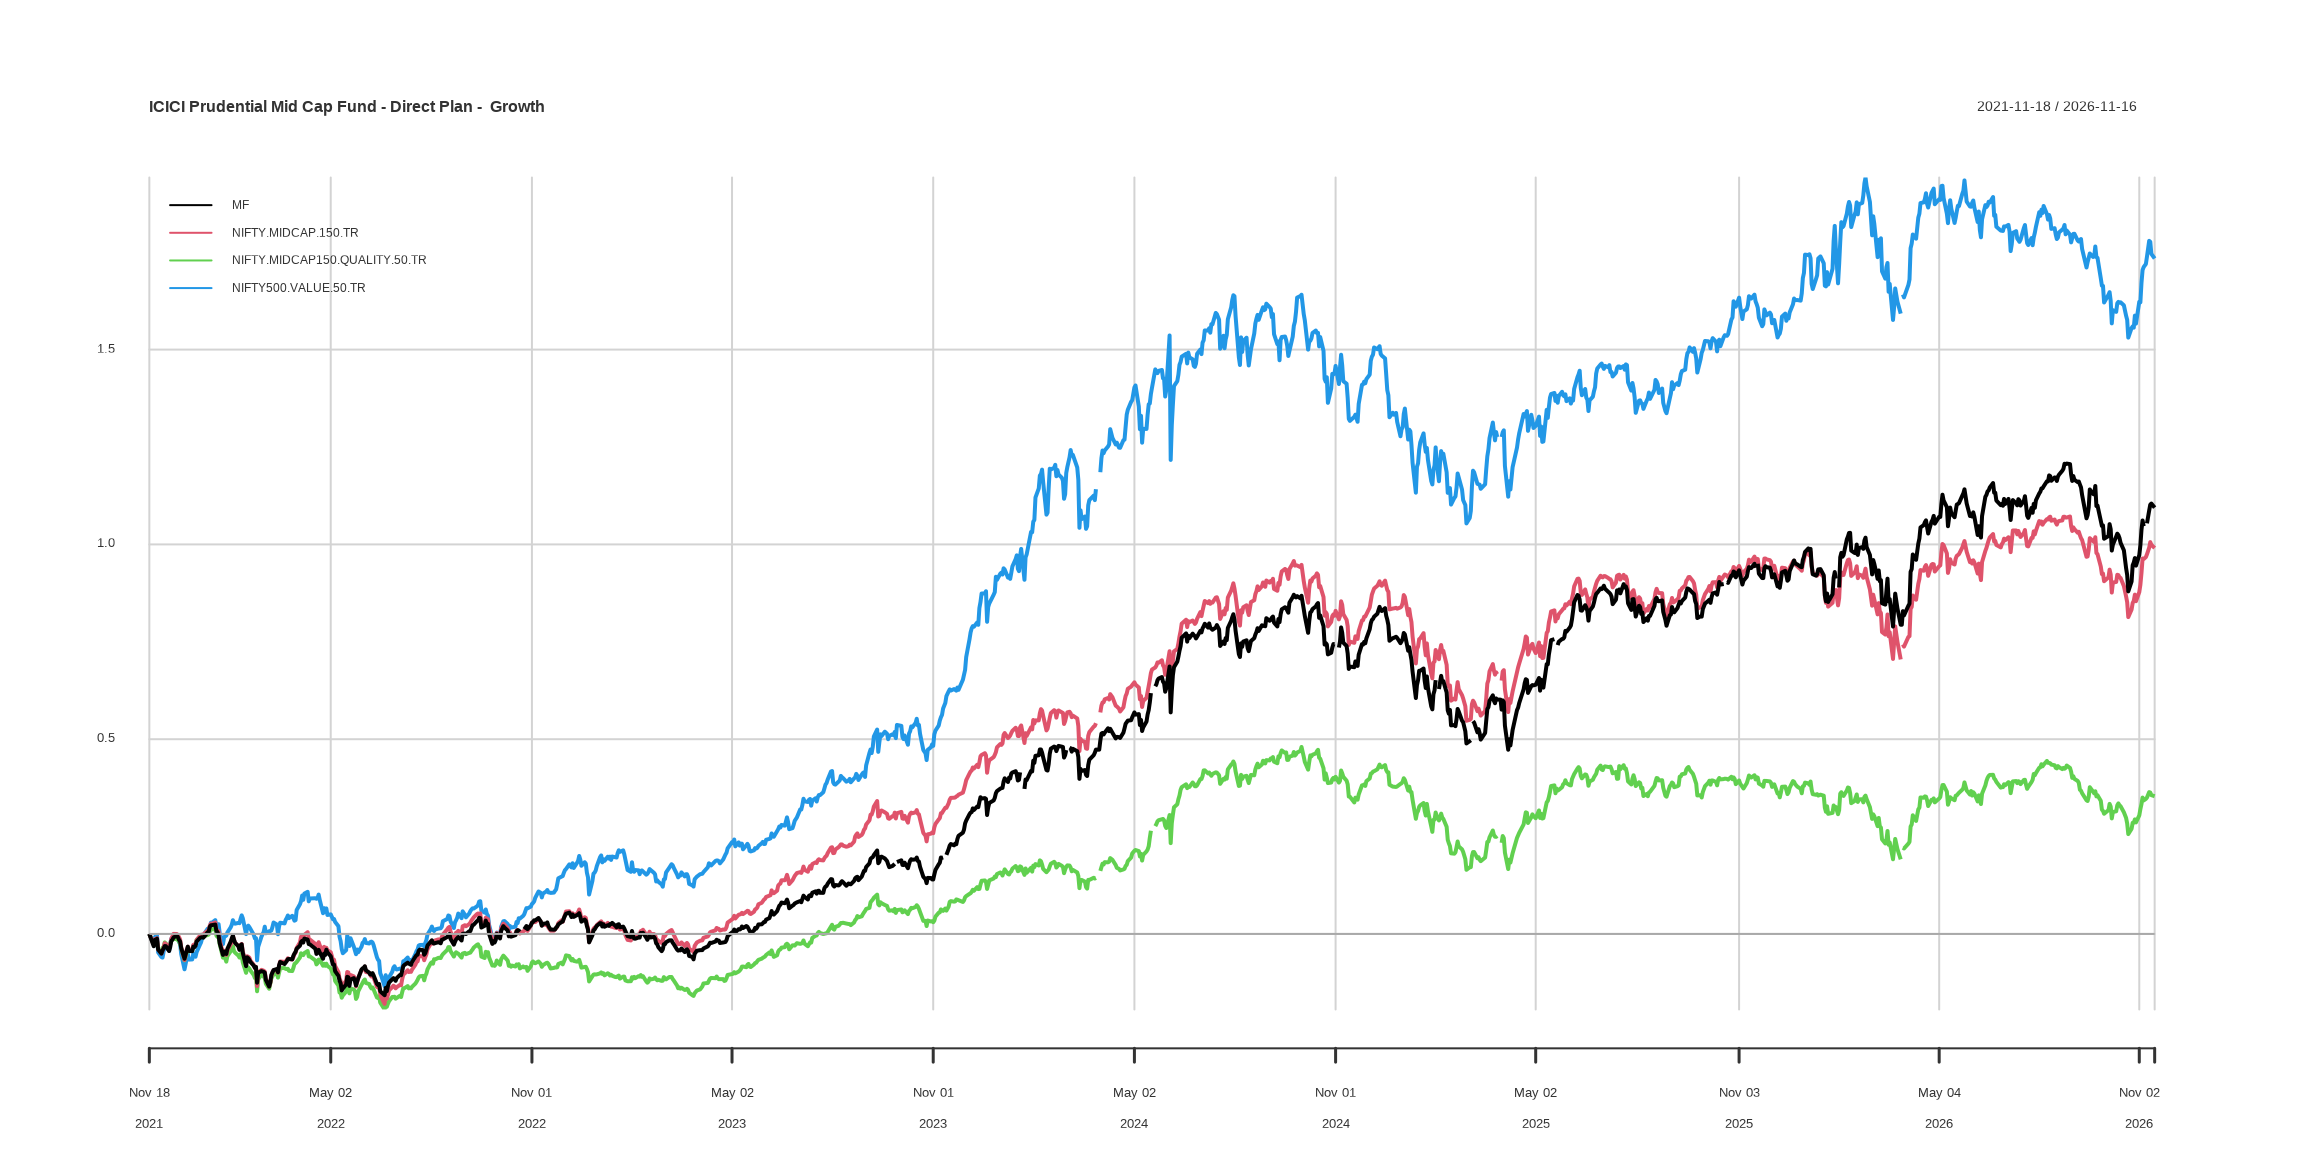 ICICI Prudential Mid Cap Fund - Direct Plan -  Growth
2021-11-18 / 2026-11-16
MF
NIFTY.MIDCAP.150.TR
NIFTY.MIDCAP150.QUALITY.50.TR
NIFTY500.VALUE.50.TR
1.5
1.0
0.5
0.0
Nov 18 May 02 Nov 01 May 02 Nov 01 May 02 Nov 01 May 02 Nov 03 May 04 Nov 02
2021 2022 2022 2023 2023 2024 2024 2025 2025 2026 2026